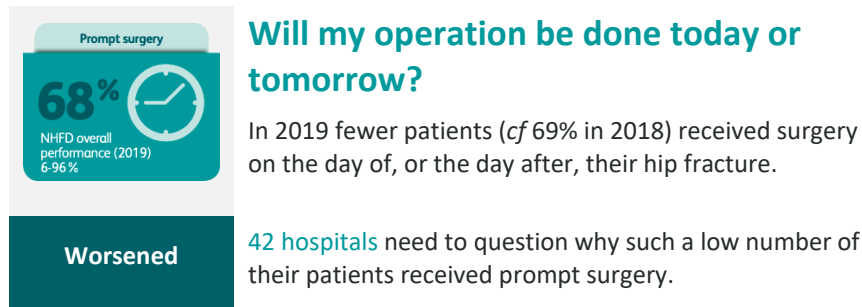 Prompt surgery
68%
NHFD overall
performance (2019)
6-96%
Worsened
Will my operation be done today or
tomorrow?
In 2019 fewer patients (cf 69% in 2018) received surgery
on the day of, or the day after, their hip fracture.
42 hospitals need to question why such a low number of
their patients received prompt surgery.